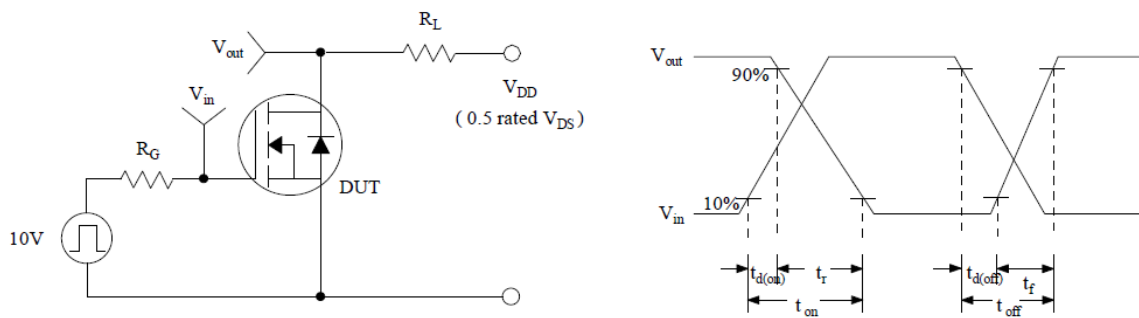 R_L
V_out
V_DD
( 0.5 rated V_DS )
V_in
R_G
DUT
10V
V_out
90%
10%
V_in
t_d(on)
t_r
t_on
t_d(off)
t_f
t_off